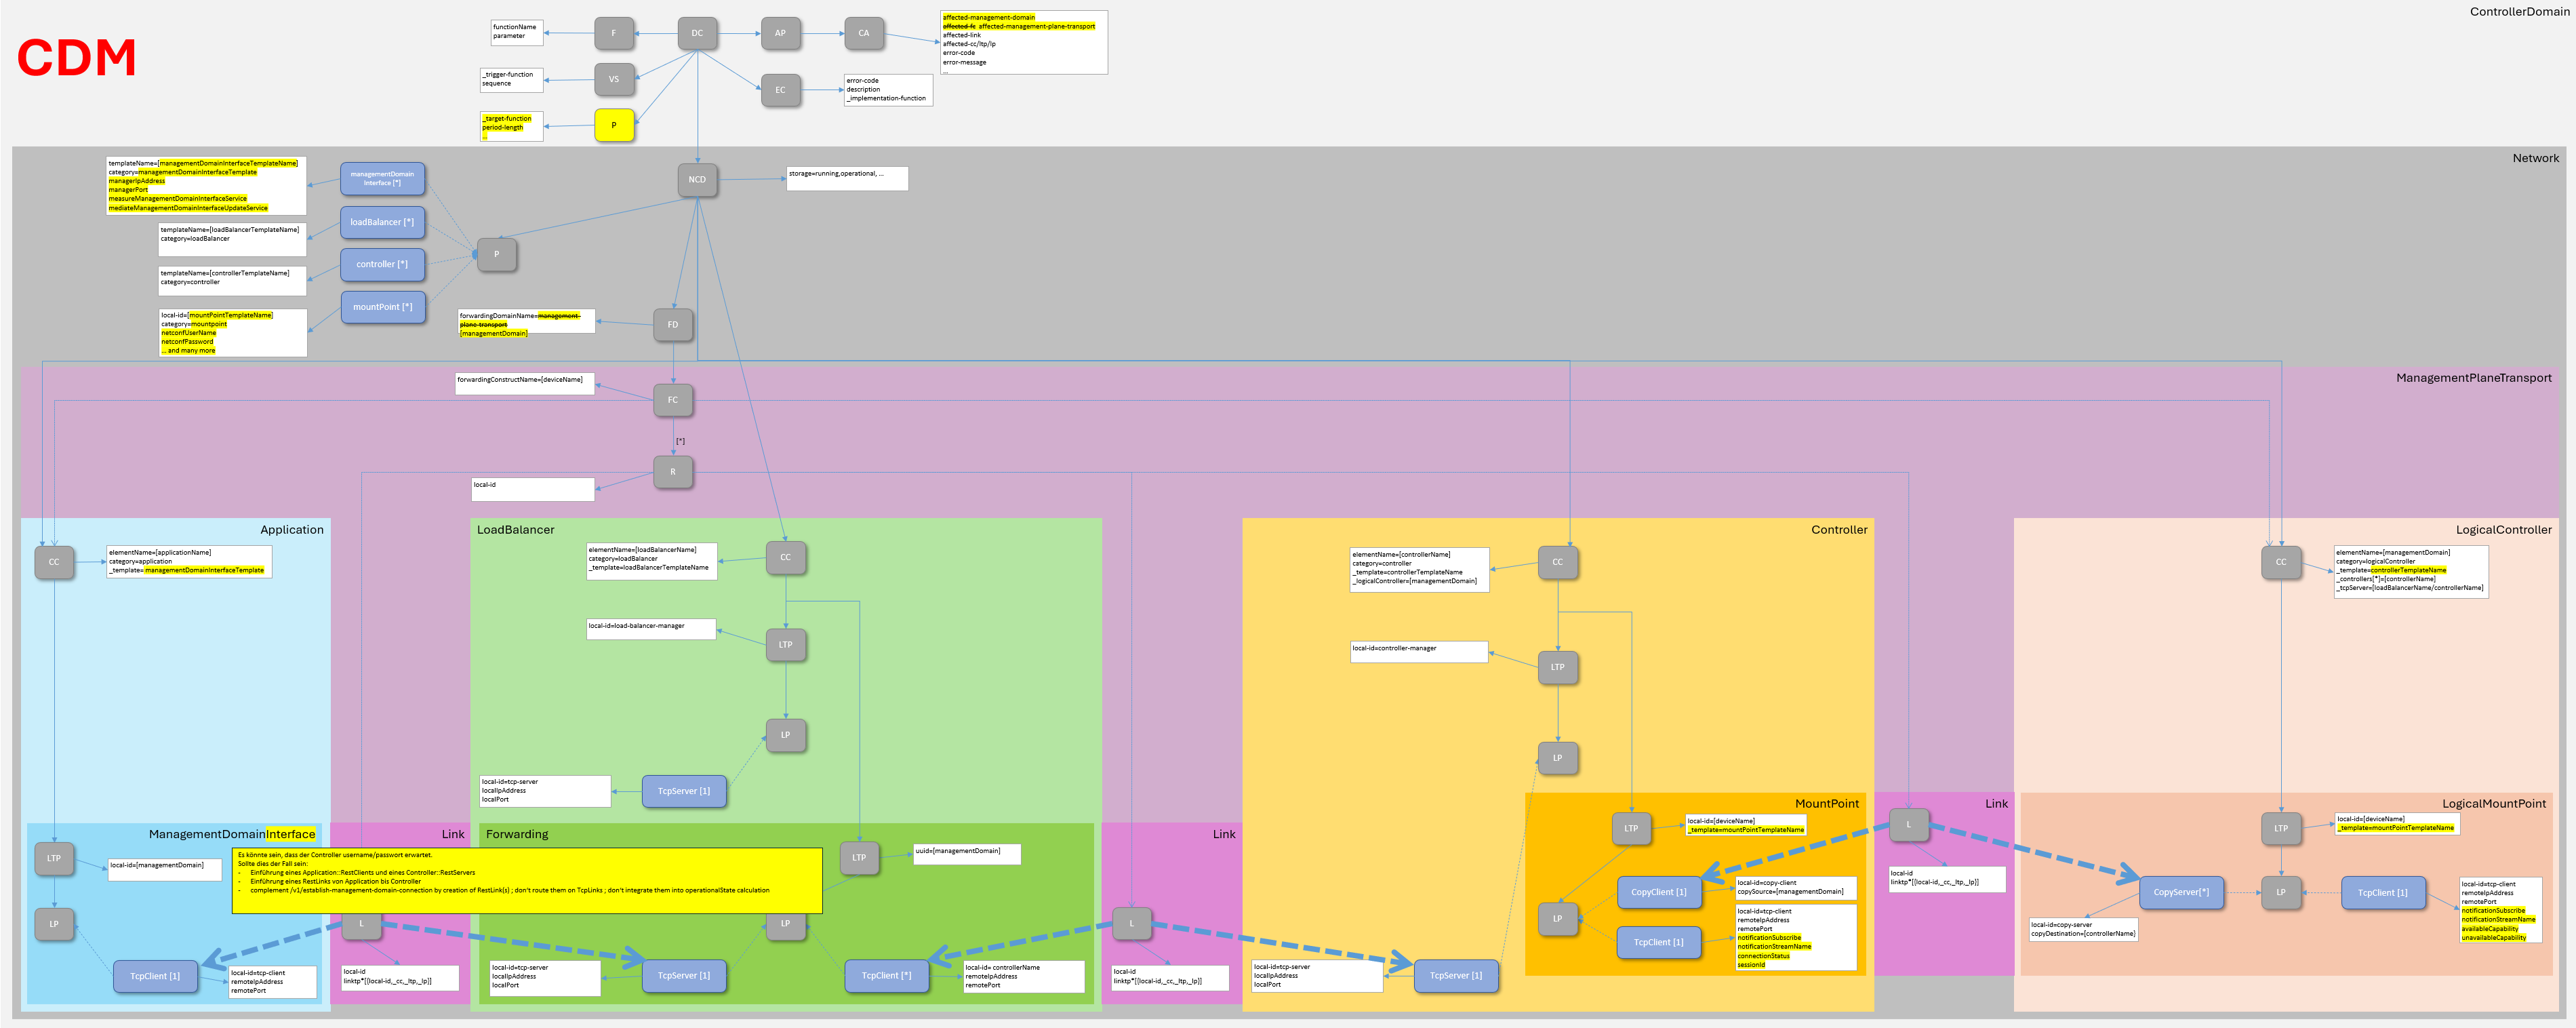 ControllerDomain
CDM
functionName
parameter
F
DC
AP
CA
affected-management-domain
affected-fc affected-management-plane-transport
affected-link
affected-cc/ltp/lp
error-code
error-message
...
_trigger-function
sequence
VS
EC
error-code
description
_implementation-function
_target-function
period-length
...
P
Network
templateName=[managementDomainInterfaceTemplateName]
category=managementDomainInterfaceTemplate
managerIpAddress
managerPort
measureManagementDomainInterfaceService
mediateManagementDomainInterfaceUpdateService
managementDomain
Interface [*]
NCD
storage=running,operational, ...
templateName=[loadBalancerTemplateName]
category=loadBalancer
loadBalancer [*]
P
templateName=[controllerTemplateName]
category=controller
controller [*]
local-id=[mountPointTemplateName]
category=mountpoint
netconfUserName
netconfPassword
... and many more
mountPoint [*]
forwardingDomainName=management-
plane-transport
[managementDomain]
FD
ManagementPlaneTransport
forwardingConstructName=[deviceName]
FC
[*]
R
local-id
Application
CC
elementName=[applicationName]
category=application
_template= managementDomainInterfaceTemplate
ManagementDomainInterface
LTP
local-id=[managementDomain]
LP
TcpClient [1]
local-id=tcp-client
remoteIpAddress
remotePort
Link
Es könnte sein, dass der Controller username/passwort erwartet.
Sollte dies der Fall sein:
- Einführung eines Application::RestClients und eines Controller::RestServers
- Einführung eines RestLinks von Application bis Controller
- complement /v1/establish-management-domain-connection by creation of RestLink(s) ; don't route them on TcpLinks ; don't integrate them into operationalState calculation
L
local-id
linktp*[{local-id,_cc,_ltp,_lp}]
LoadBalancer
elementName=[loadBalancerName]
category=loadBalancer
_template=loadBalancerTemplateName
CC
local-id=load-balancer-manager
LTP
LP
local-id=tcp-server
localIpAddress
localPort
TcpServer [1]
Forwarding
LTP
uuid=[managementDomain]
LP
local-id=tcp-server
localIpAddress
localPort
TcpServer [1]
TcpClient [*]
local-id= controllerName
remoteIpAddress
remotePort
Link
L
local-id
linktp*[{local-id,_cc,_ltp,_lp}]
Controller
elementName=[controllerName]
category=controller
_template=controllerTemplateName
_logicalController=[managementDomain]
CC
local-id=controller-manager
LTP
LP
local-id=tcp-server
localIpAddress
localPort
TcpServer [1]
MountPoint
LTP
local-id=[deviceName]
_template=mountPointTemplateName
CopyClient [1]
local-id=copy-client
copySource=[managementDomain]
LP
TcpClient [1]
local-id=tcp-client
remoteIpAddress
remotePort
notificationSubscribe
notificationStreamName
connectionStatus
sessionId
Link
L
local-id
linktp*[{local-id,_cc,_ltp,_lp}]
LogicalController
CC
elementName=[managementDomain]
category=logicalController
_template=controllerTemplateName
_controllers[*]=[controllerName]
_tcpServer=[loadBalancerName/controllerName]
LogicalMountPoint
LTP
local-id=[deviceName]
_template=mountPointTemplateName
CopyServer[*]
LP
TcpClient [1]
local-id=copy-server
copyDestination=[controllerName]
local-id=tcp-client
remoteIpAddress
remotePort
notificationSubscribe
notificationStreamName
availableCapability
unavailableCapability